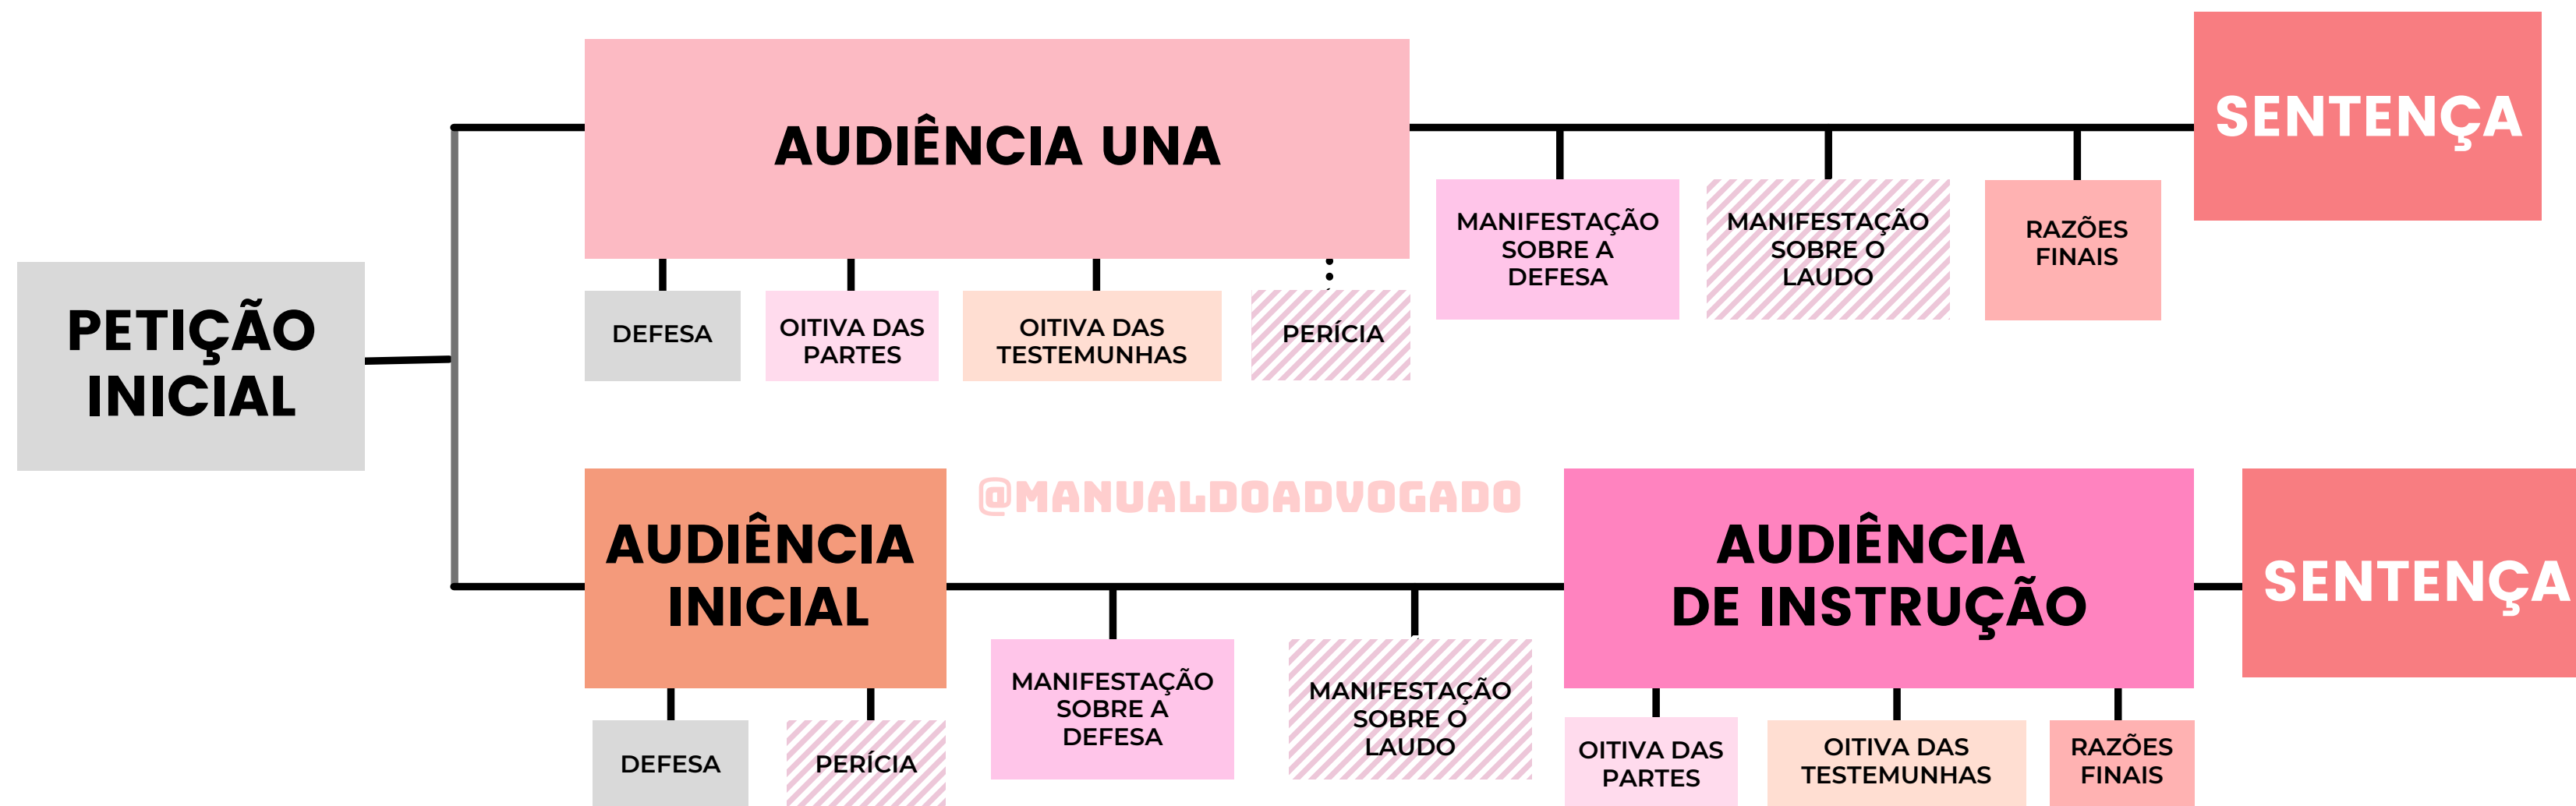 PETIÇÃO
INICIAL
AUDIÊNCIA UNA
DEFESA
OITIVA DAS
PARTES
OITIVA DAS
TESTEMUNHAS
PERÍCIA
MANIFESTAÇÃO
SOBRE A
DEFESA
MANIFESTAÇÃO
SOBRE O
LAUDO
RAZÕES
FINAIS
SENTENÇA
AUDIÊNCIA
INICIAL
DEFESA
PERÍCIA
@MANUALDOADVOGADO
MANIFESTAÇÃO
SOBRE A
DEFESA
MANIFESTAÇÃO
SOBRE O
LAUDO
AUDIÊNCIA
DE INSTRUÇÃO
OITIVA DAS
PARTES
OITIVA DAS
TESTEMUNHAS
RAZÕES
FINAIS
SENTENÇA